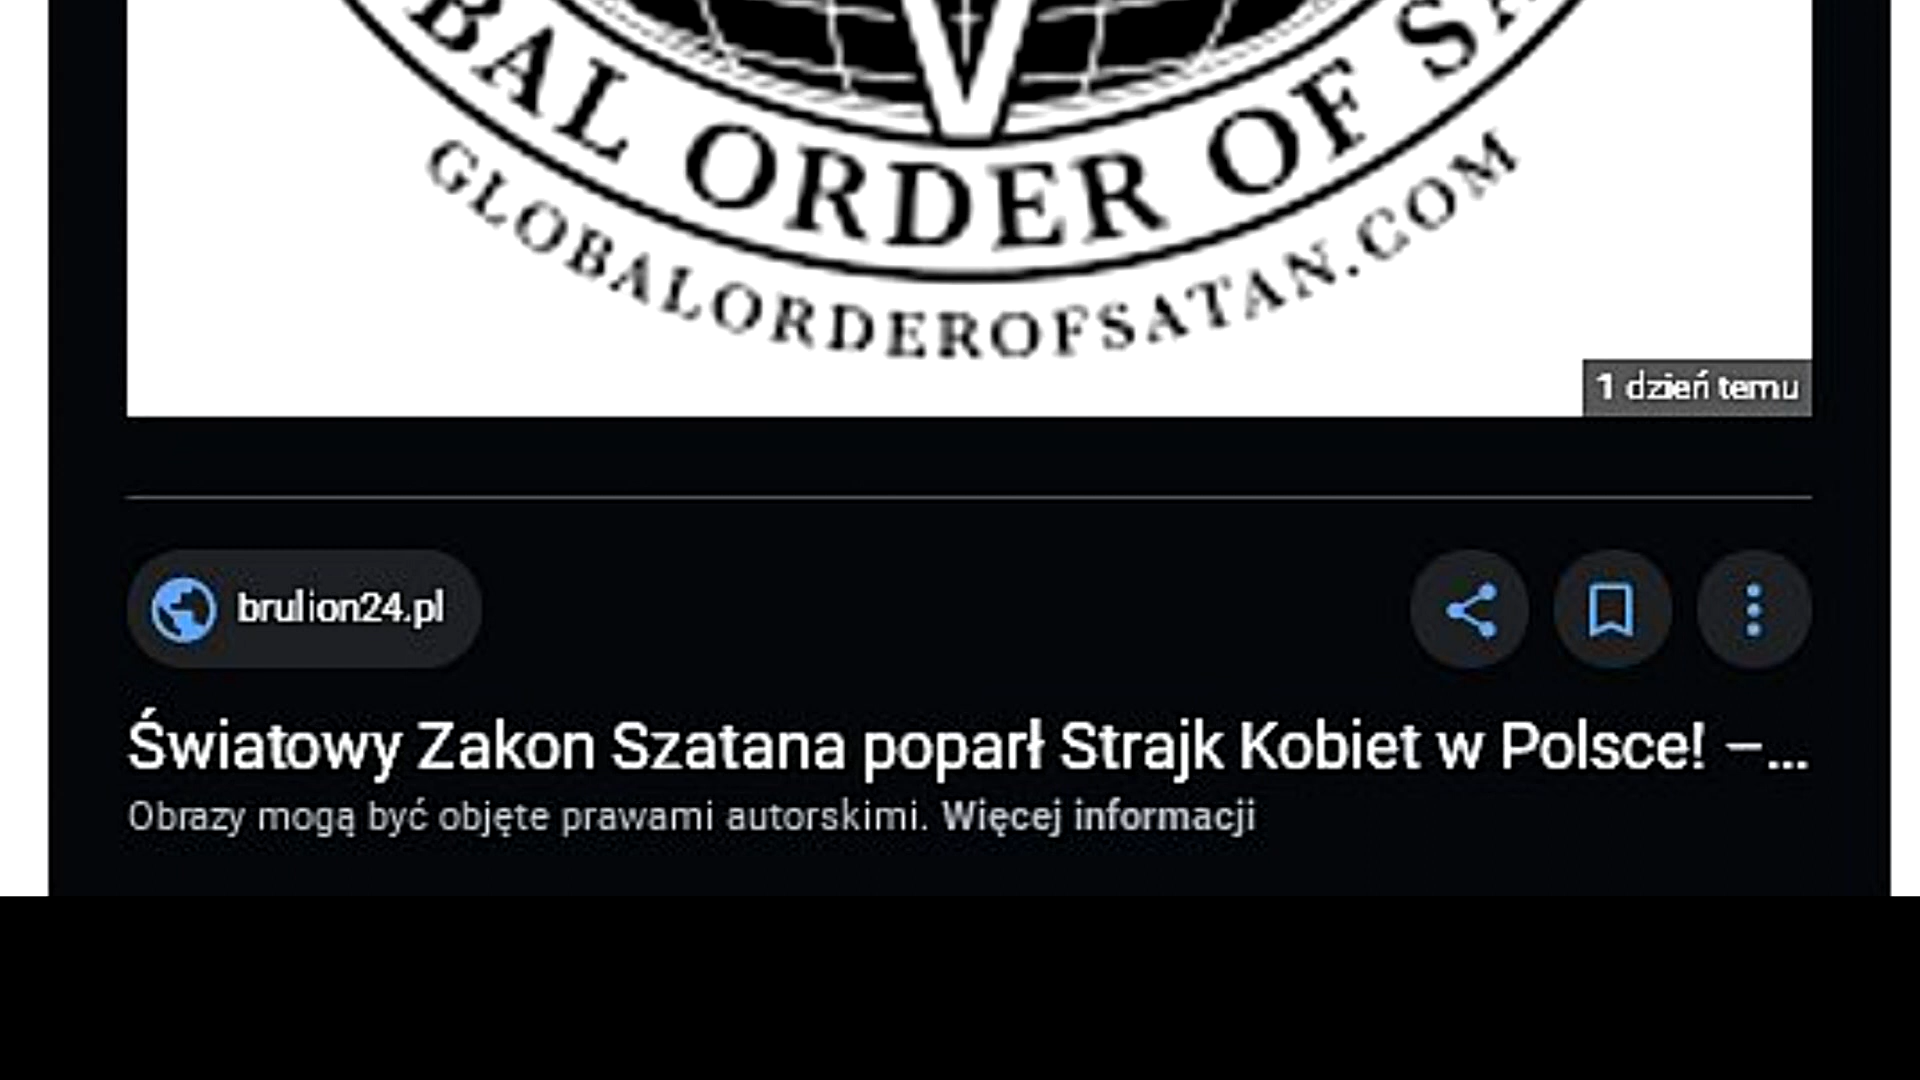 BAL ORDER OF SA
GLOBALORDEROFSATAN.COM
1 dzień temu
brulion24.pl
Światowy Zakon Szatana poparł Strajk Kobiet w Polsce! –...
Obrazy mogą być objęte prawami autorskimi. Więcej informacji